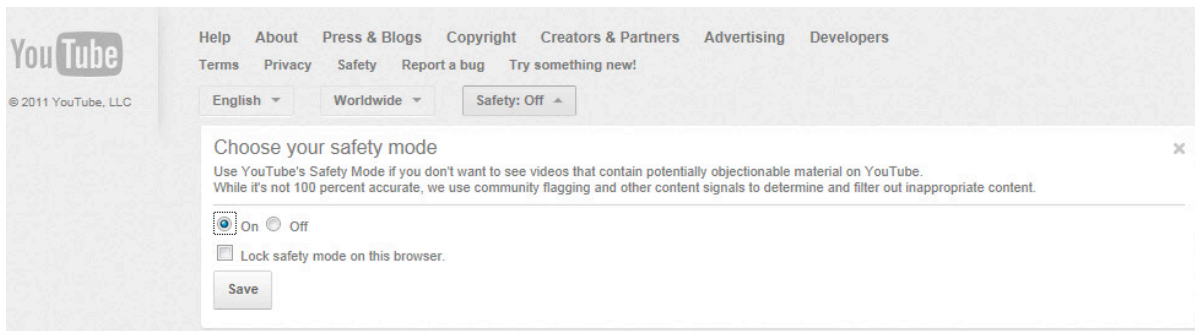 YouTube
Help About Press & Blogs Copyright Creators & Partners Advertising Developers
Terms Privacy Safety Report a bug Try something new!
© 2011 YouTube, LLC
English Worldwide Safety: Off
Choose your safety mode
Use YouTube's Safety Mode if you don't want to see videos that contain potentially objectionable material on YouTube.
While it's not 100 percent accurate, we use community flagging and other content signals to determine and filter out inappropriate content.
On Off
Lock safety mode on this browser.
Save